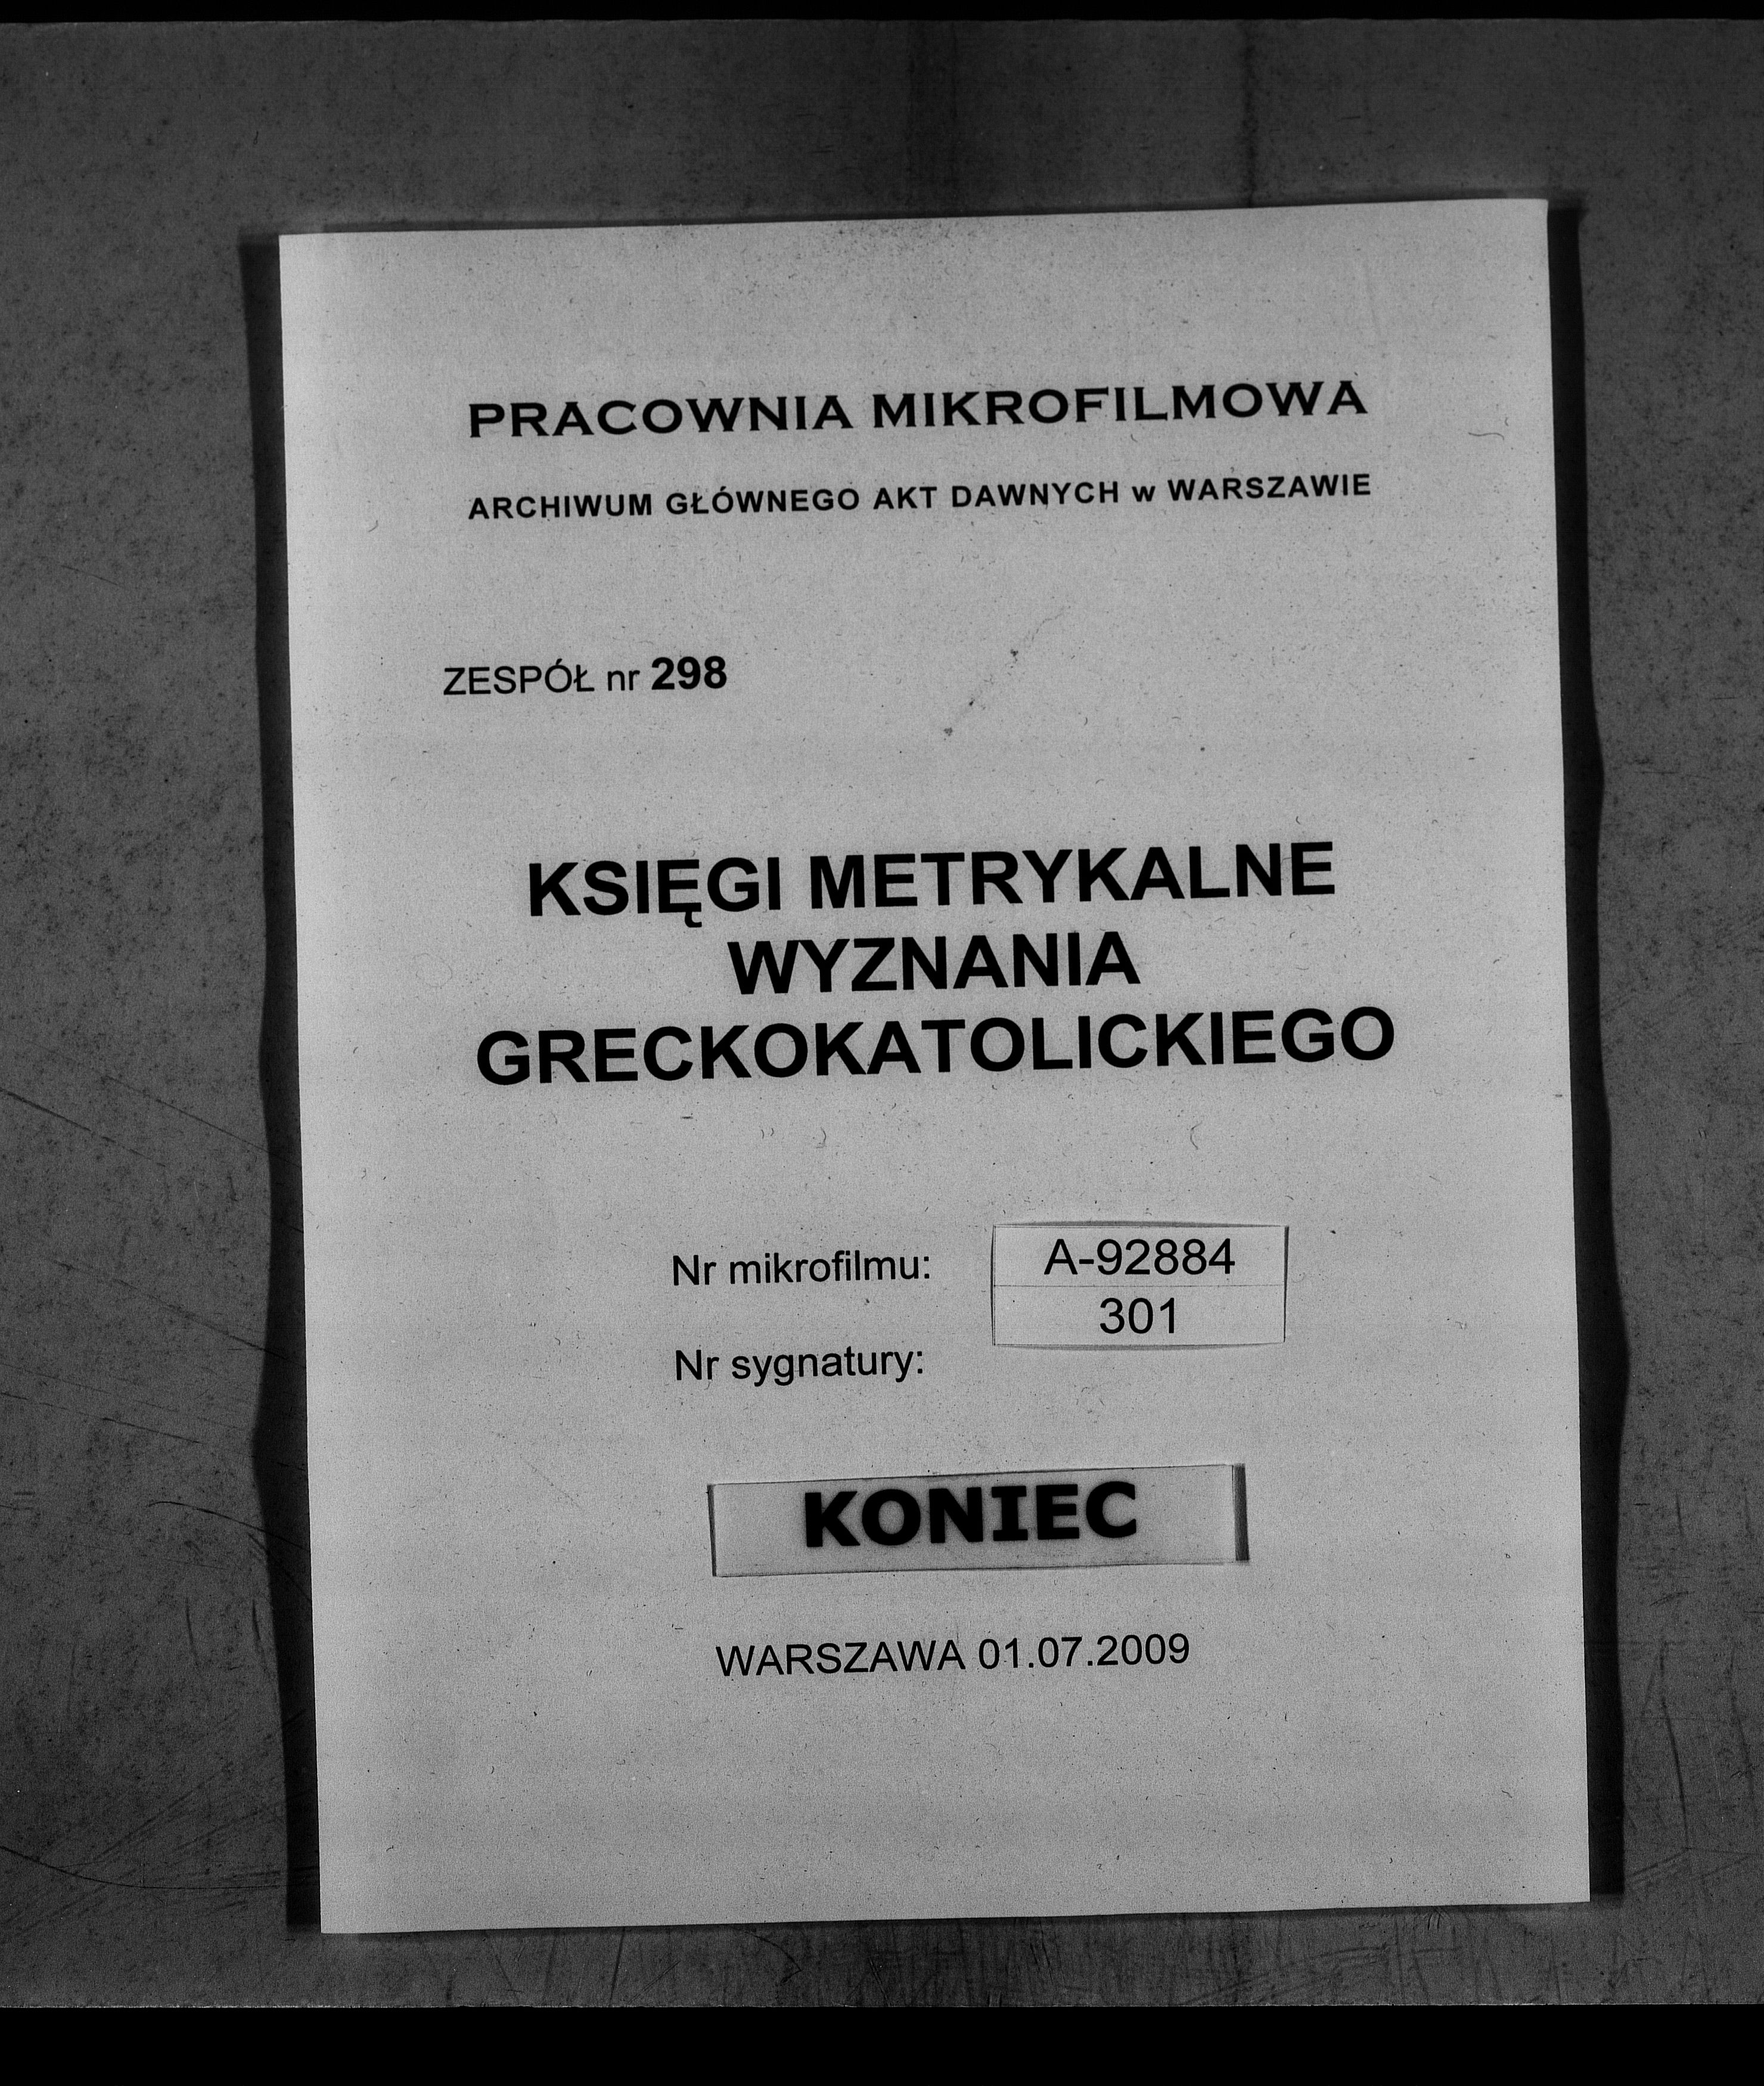 PRACOWNIA MIKROFILMOWA
ARCHIWUM GŁÓWNEGO AKT DAWNYCH w WARSZAWIE
ZESPÓŁ nr 298
KSIĘGI METRYKALNE
WYZNANIA
GRECKOKATOLICKIEGO
Nr mikrofilmu: A-92884
301
Nr sygnatury:
KONIEC
WARSZAWA 01.07.2009